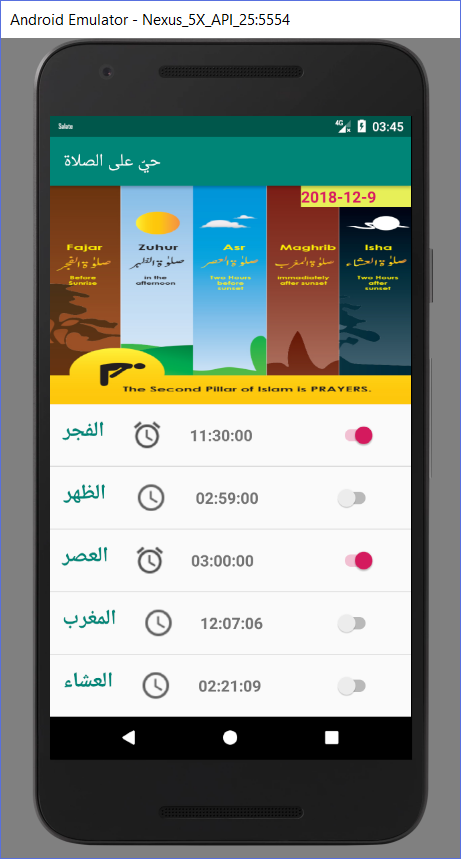 Android Emulator - Nexus_5X_API_25:5554
Salute
4G
03:45
حيّ على الصلاة
2018-12-9
Fajar
صلوٰة الفجر
Before
Sunrise
Zuhur
صلوٰة الظهر
in the
afternoon
Asr
صلوٰة العصر
Two Hours
before
sunset
Maghrib
صلوٰة المغرب
immediately
after sunset
Isha
صلوٰة العشاء
Two Hours
after
sunset
The Second Pillar of Islam is PRAYERS.
الفجر
11:30:00
الظهر
02:59:00
العصر
03:00:00
المغرب
12:07:06
العشاء
02:21:09